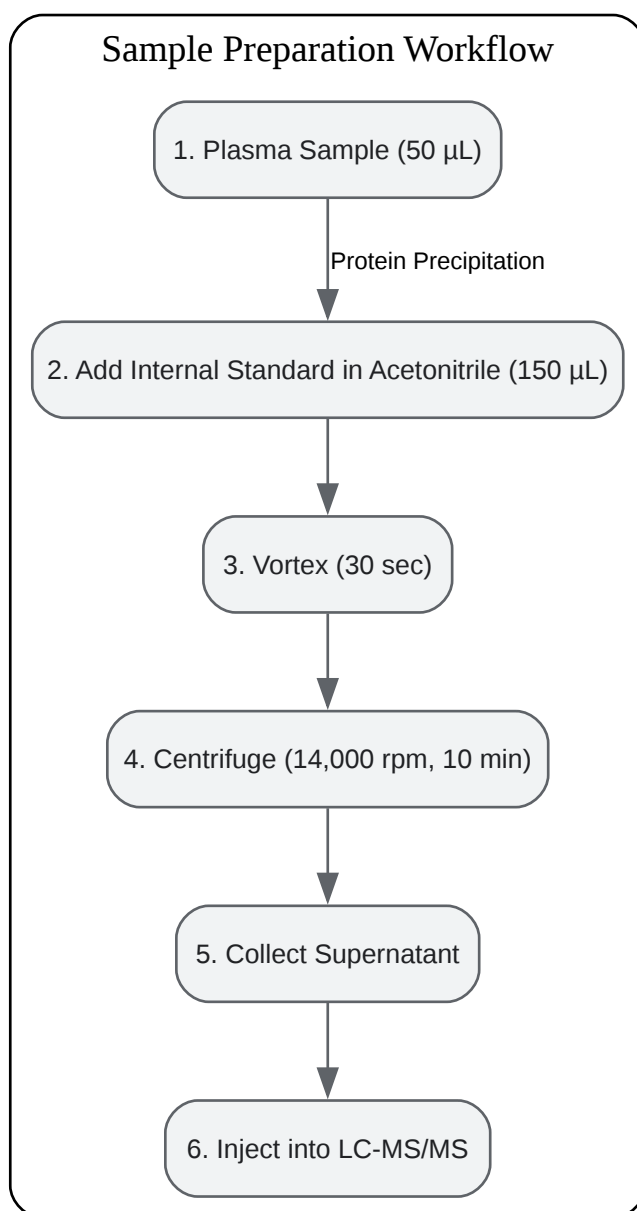 Sample Preparation Workflow
1. Plasma Sample (50 µL)
Protein Precipitation
2. Add Internal Standard in Acetonitrile (150 µL)
3. Vortex (30 sec)
4. Centrifuge (14,000 rpm, 10 min)
5. Collect Supernatant
6. Inject into LC-MS/MS